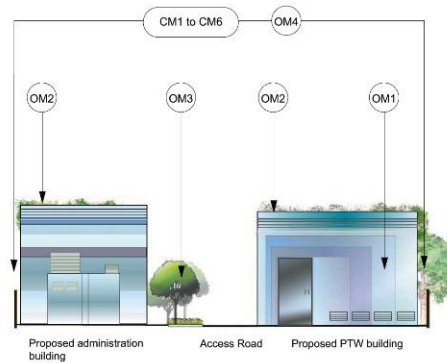 CM1 to CM6
OM4
OM2
OM3
OM2
OM1
Proposed administration
building
Access Road
Proposed PTW building